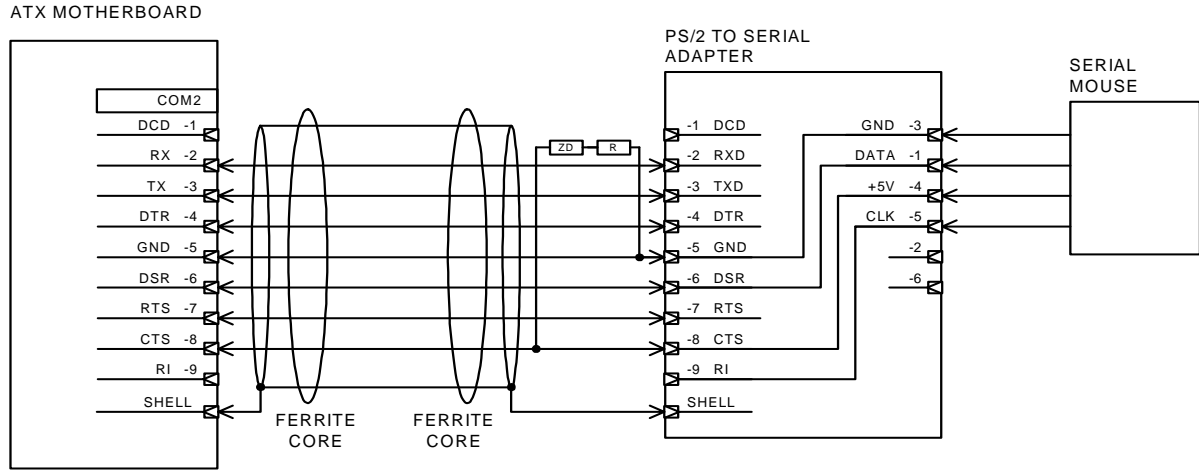 ATX MOTHERBOARD
COM2
DCD -1
RX -2
TX -3
DTR -4
GND -5
DSR -6
RTS -7
CTS -8
RI -9
SHELL
FERRITE
CORE
FERRITE
CORE
ZD R
PS/2 TO SERIAL
ADAPTER
-1 DCD
-2 RXD
-3 TXD
-4 DTR
-5 GND
-6 DSR
-7 RTS
-8 CTS
-9 RI
SHELL
GND -3
DATA -1
+5V -4
CLK -5
-2
-6
SERIAL
MOUSE